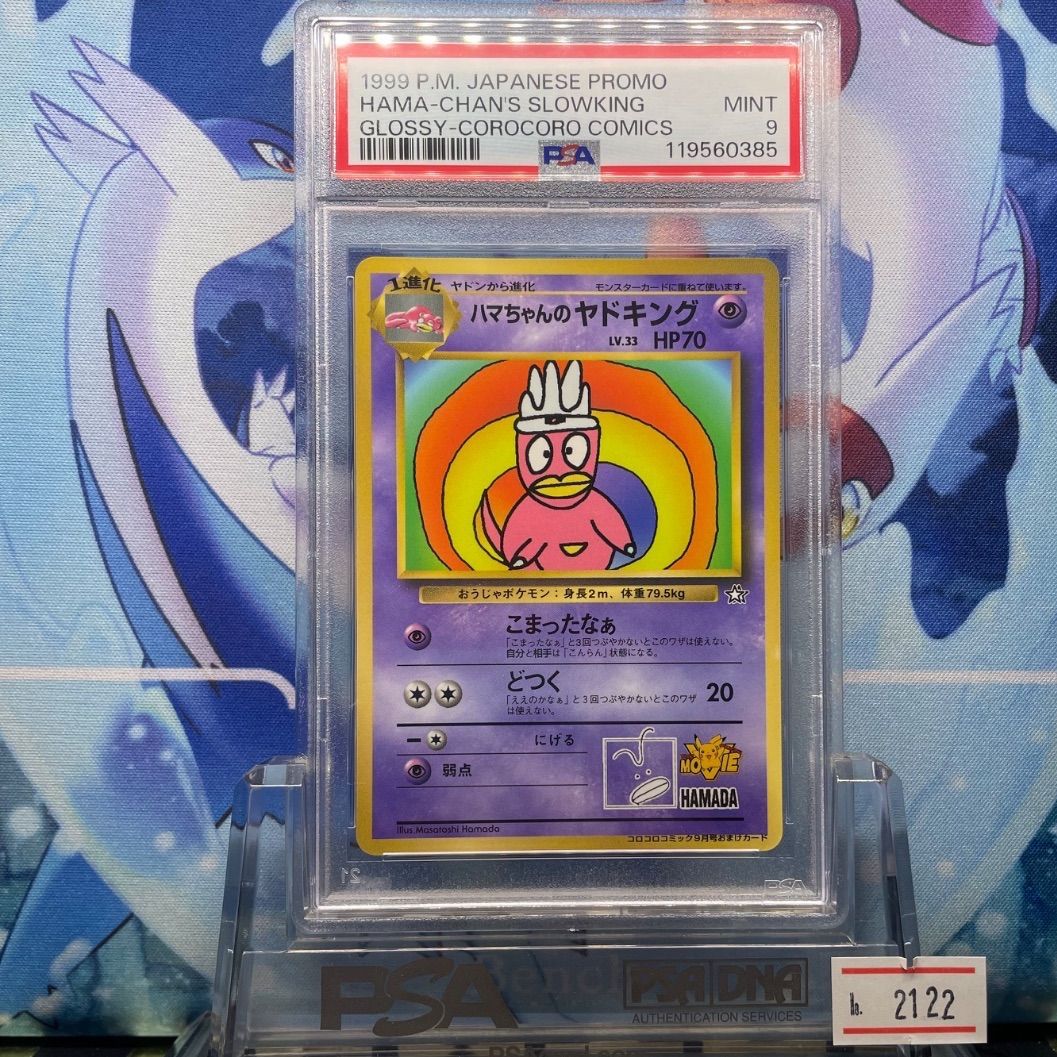 1999 P.M. JAPANESE PROMO
HAMA-CHAN'S SLOWKING MINT
GLOSSY-COROCORO COMICS 9
PSA 119560385
1進化 ヤドンから進化 モンスターカードに重ねて使います。
ハマちゃんのヤドキング
LV.33 HP70
おうじゃポケモン：身長2m、体重79.5kg
こまったなぁ
「こまったなぁ」と3回つぶやかないとこのワザは使えない。
自分と相手は「こんらん」状態になる。
どつく 20
「ええのかなぁ」と3回つぶやかないとこのワザ
は使えない。
にげる
弱点
MOVIE
HAMADA
Illus.Masatoshi Hamada
コロコロコミック9月号おまけカード
21
PSA
PSA
PSA/DNA
AUTHENTICATION SERVICES
No. 2122